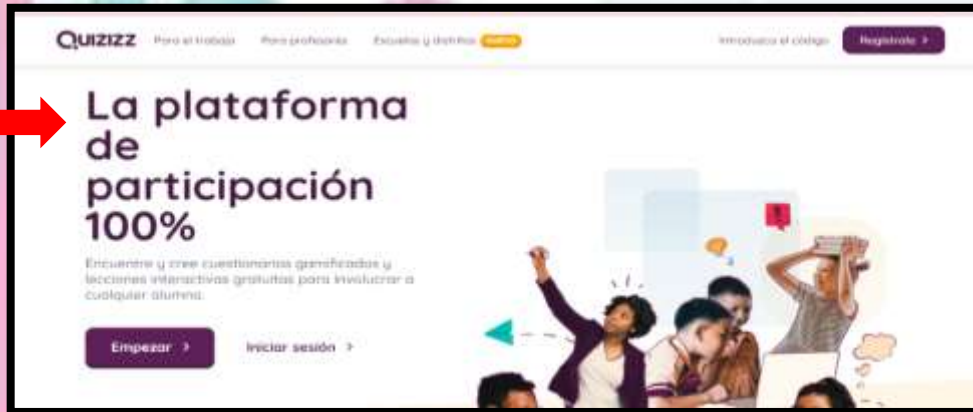 QUIZIZZ Para el trabajo Para profesores Escuelas y distritos NUEVO Introduzca el código Regístrate >
La plataforma
de
participación
100%
Encuentre y cree cuestionarios gamificados y
lecciones interactivas gratuitas para involucrar a
cualquier alumno.
Empezar > Iniciar sesión >